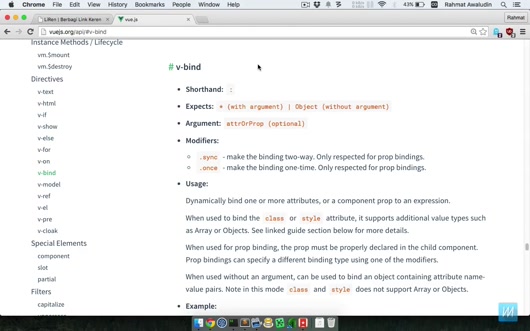 Chrome File Edit View History Bookmarks People Window Help
43%
Rahmat Awaludin
LiRen | Berbagi Link Keren
vue.js
Rahmat
vuejs.org/api/#v-bind
Instance Methods / Lifecycle
vm.$mount
vm.$destroy
Directives
v-text
v-html
v-if
v-show
v-else
v-for
v-on
v-bind
v-model
v-ref
v-el
v-pre
v-cloak
Special Elements
component
slot
partial
Filters
capitalize
# v-bind
Shorthand: :
Expects: * (with argument) | Object (without argument)
Argument: attrOrProp (optional)
Modifiers:
.sync - make the binding two-way. Only respected for prop bindings.
.once - make the binding one-time. Only respected for prop bindings.
Usage:
Dynamically bind one or more attributes, or a component prop to an expression.
When used to bind the class or style attribute, it supports additional value types such
as Array or Objects. See linked guide section below for more details.
When used for prop binding, the prop must be properly declared in the child component.
Prop bindings can specify a different binding type using one of the modifiers.
When used without an argument, can be used to bind an object containing attribute name-
value pairs. Note in this mode class and style does not support Array or Objects.
Example: